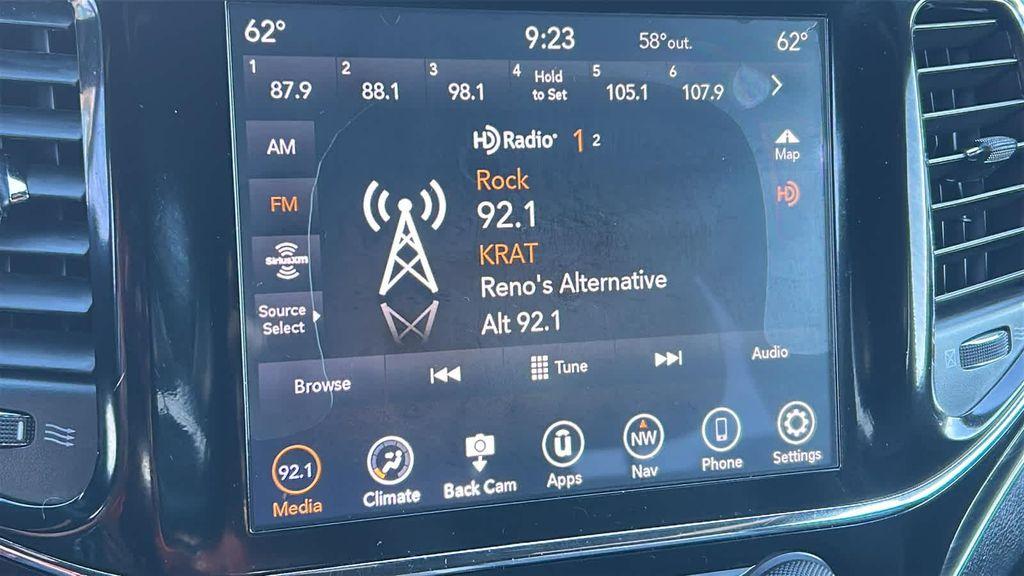 62° 9:23 58°out. 62°
1 87.9 2 88.1 3 98.1 4 Hold to Set 5 105.1 6 107.9
AM
HD Radio 1 2
Map
Rock
FM
92.1
HD
KRAT
SiriusXM
Reno's Alternative
Source
Select
Alt 92.1
Browse Tune Audio
92.1 NW
Media Climate Back Cam Apps Nav Phone Settings